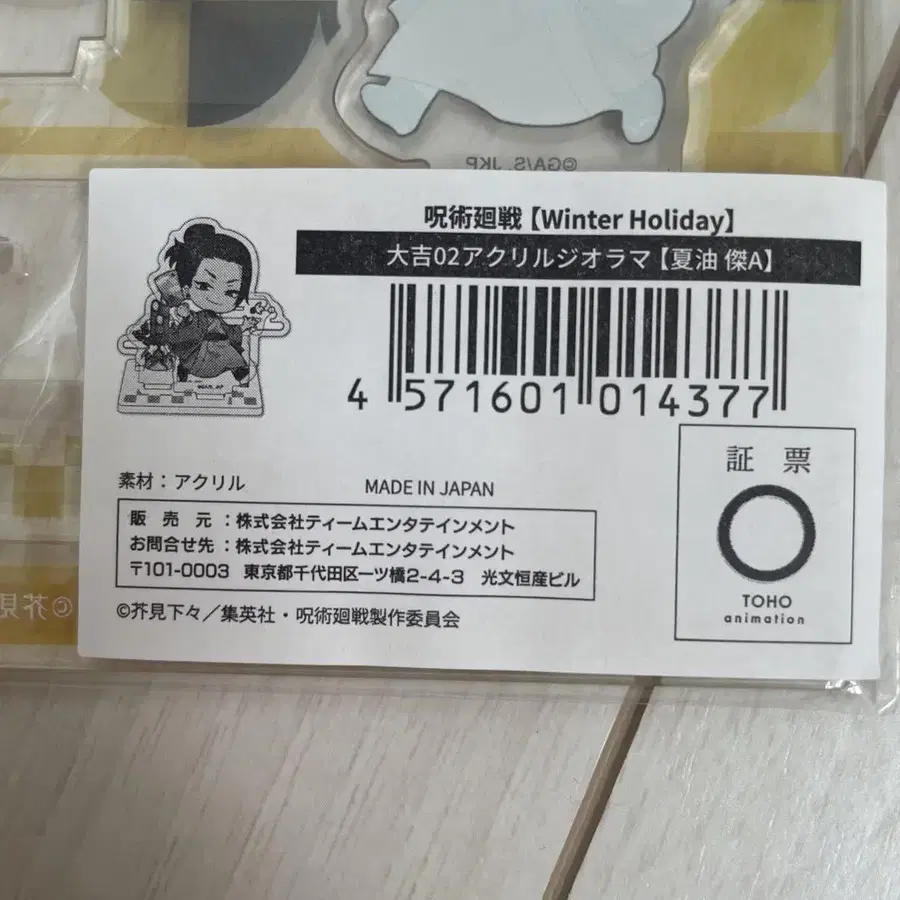 ©GA/S, JKP
呪術廻戦【Winter Holiday】
大吉02アクリルジオラマ【夏油 傑A】
4 571601 014377
素材：アクリル
MADE IN JAPAN
販売元：株式会社ティームエンタテインメント
お問合せ先：株式会社ティームエンタテインメント
〒101-0003 東京都千代田区一ツ橋2-4-3 光文恒産ビル
©芥見下々／集英社・呪術廻戦製作委員会
証票
TOHO
animation
©芥見